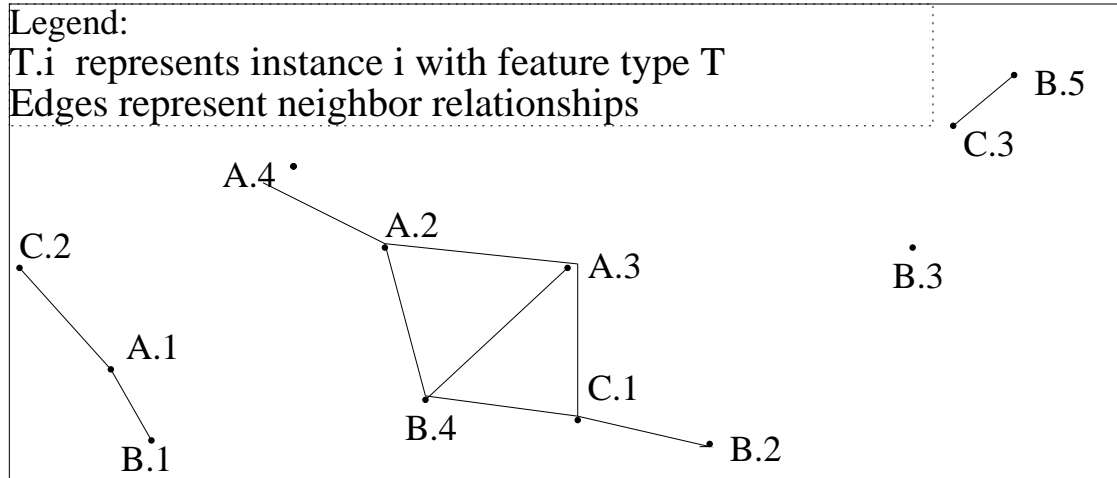 Legend:
T.i represents instance i with feature type T
Edges represent neighbor relationships
B.5
C.3
A.4
A.2
C.2
A.3
B.3
A.1
C.1
B.4
B.2
B.1